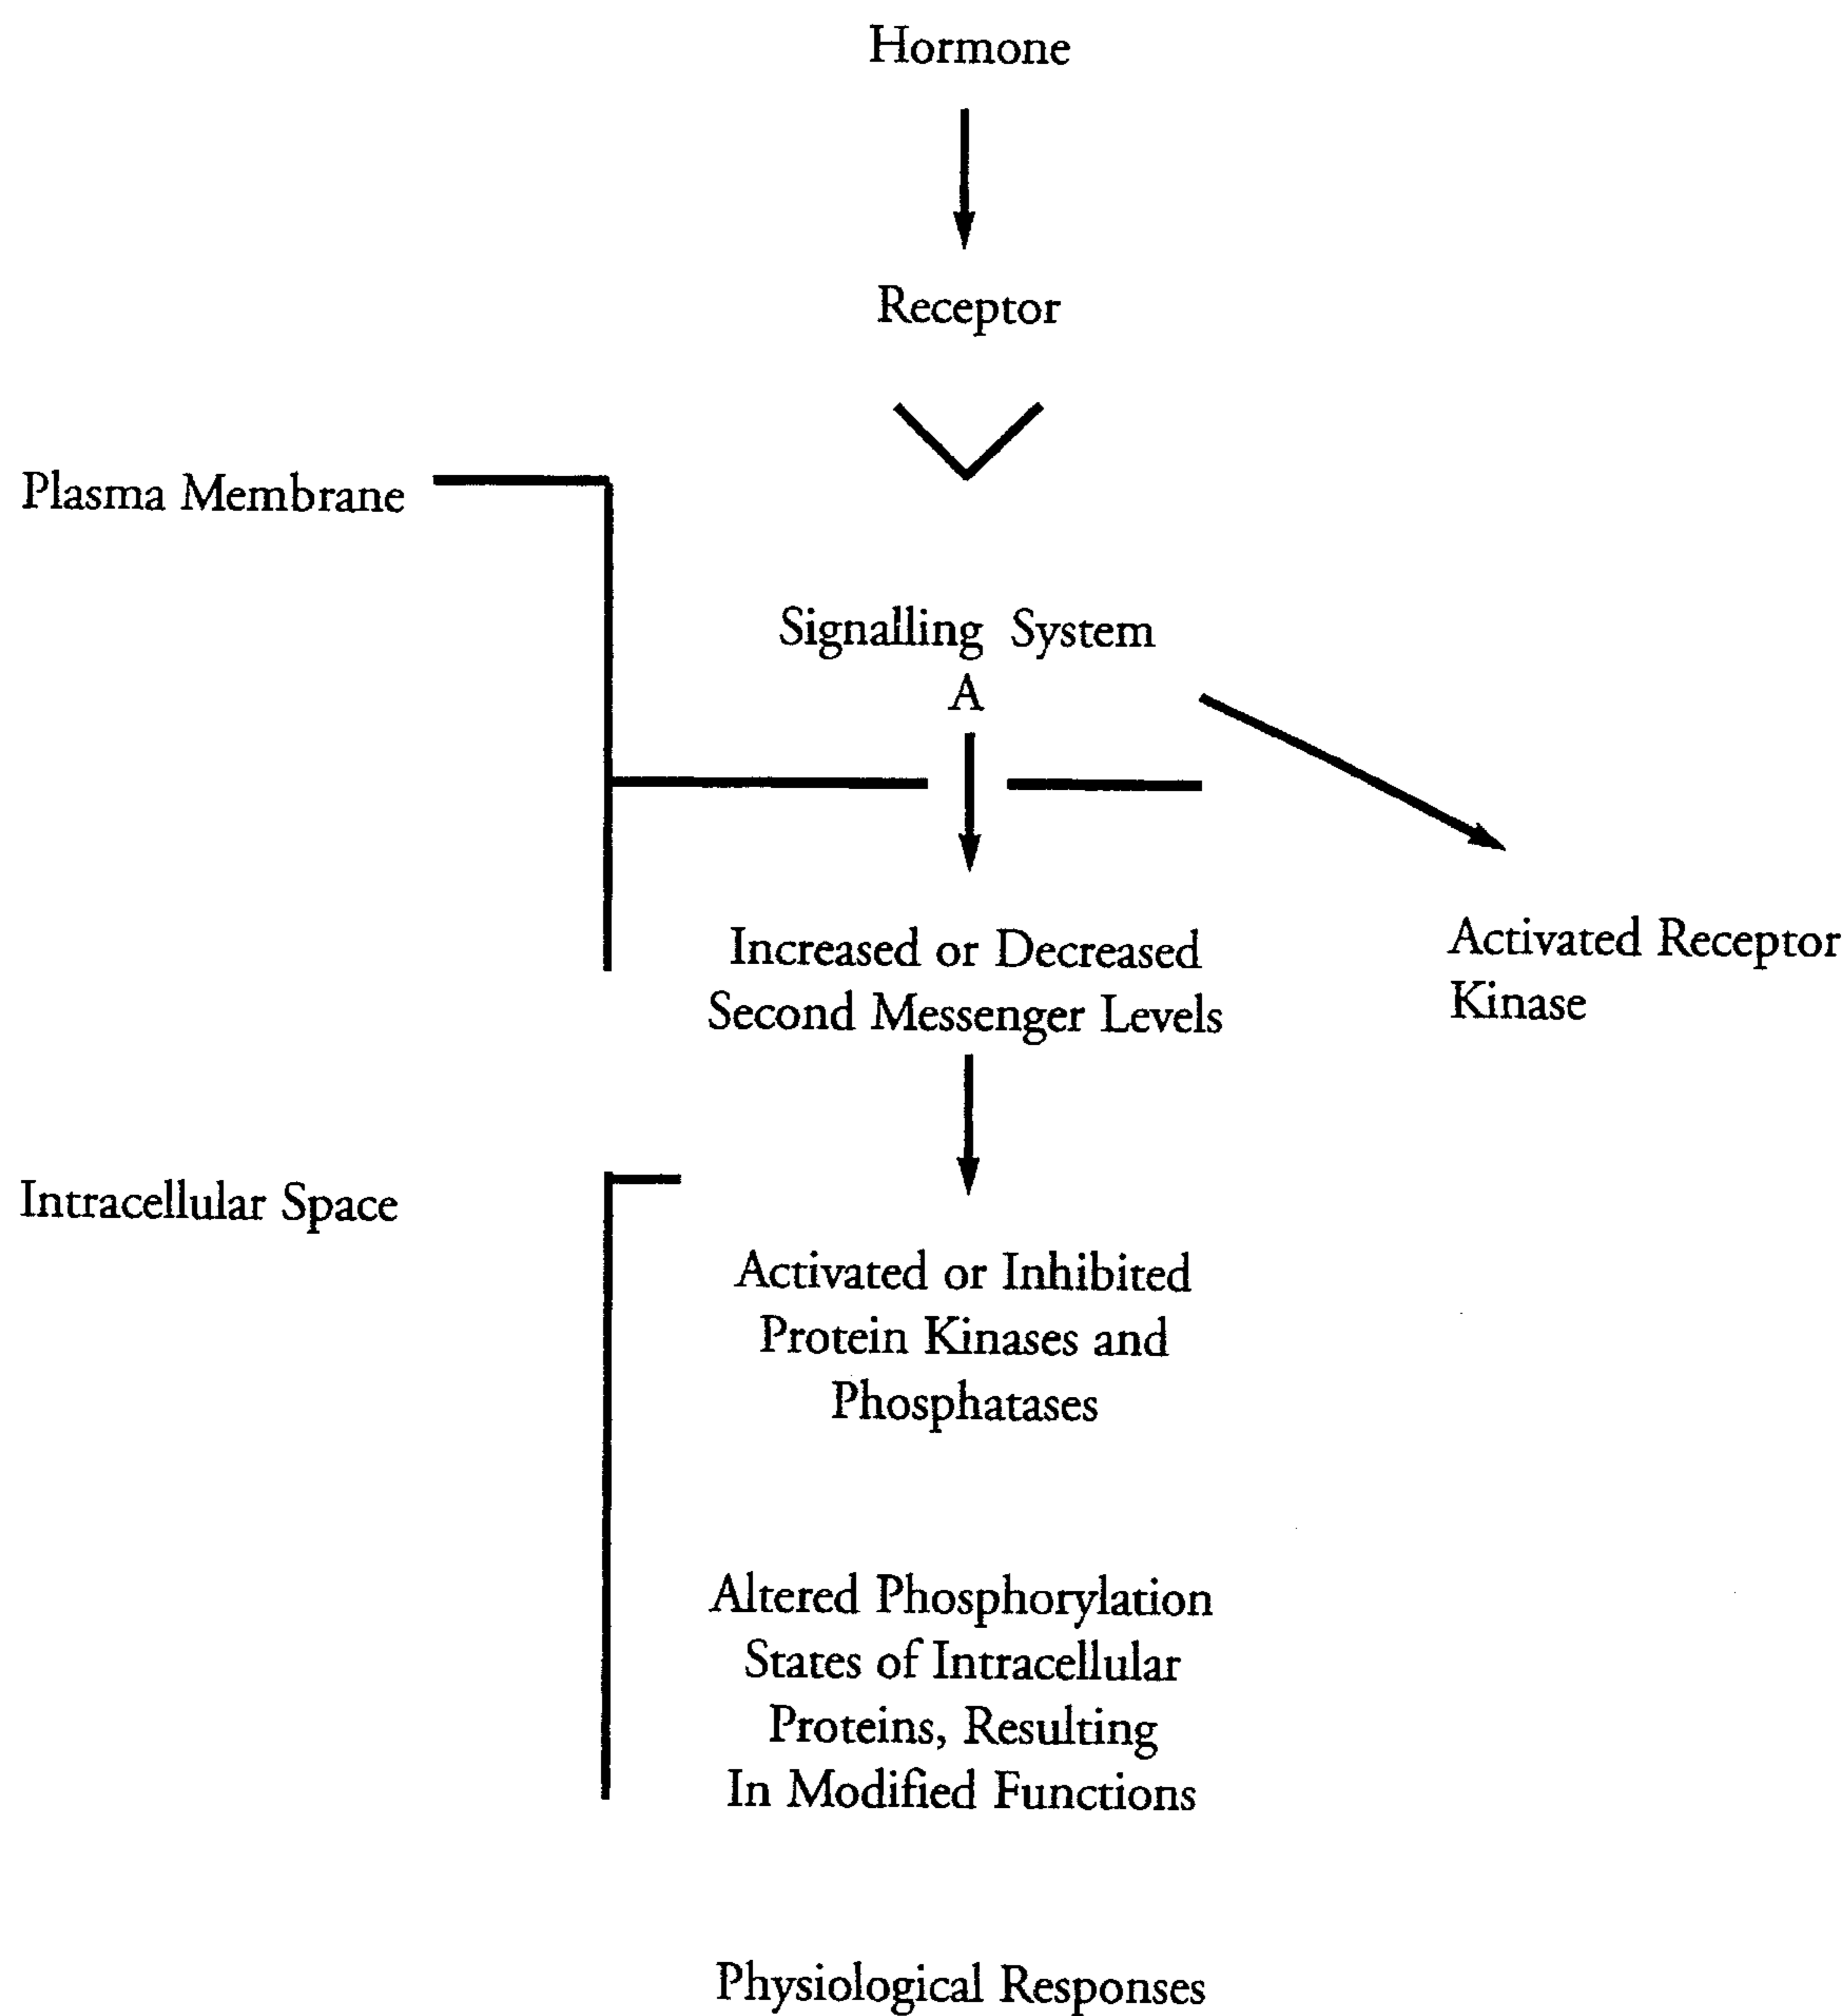 Hormone
Receptor
Plasma Membrane
Signalling System
A
Increased or Decreased
Second Messenger Levels
Activated Receptor
Kinase
Intracellular Space
Activated or Inhibited
Protein Kinases and
Phosphatases
Altered Phosphorylation
States of Intracellular
Proteins, Resulting
In Modified Functions
Physiological Responses